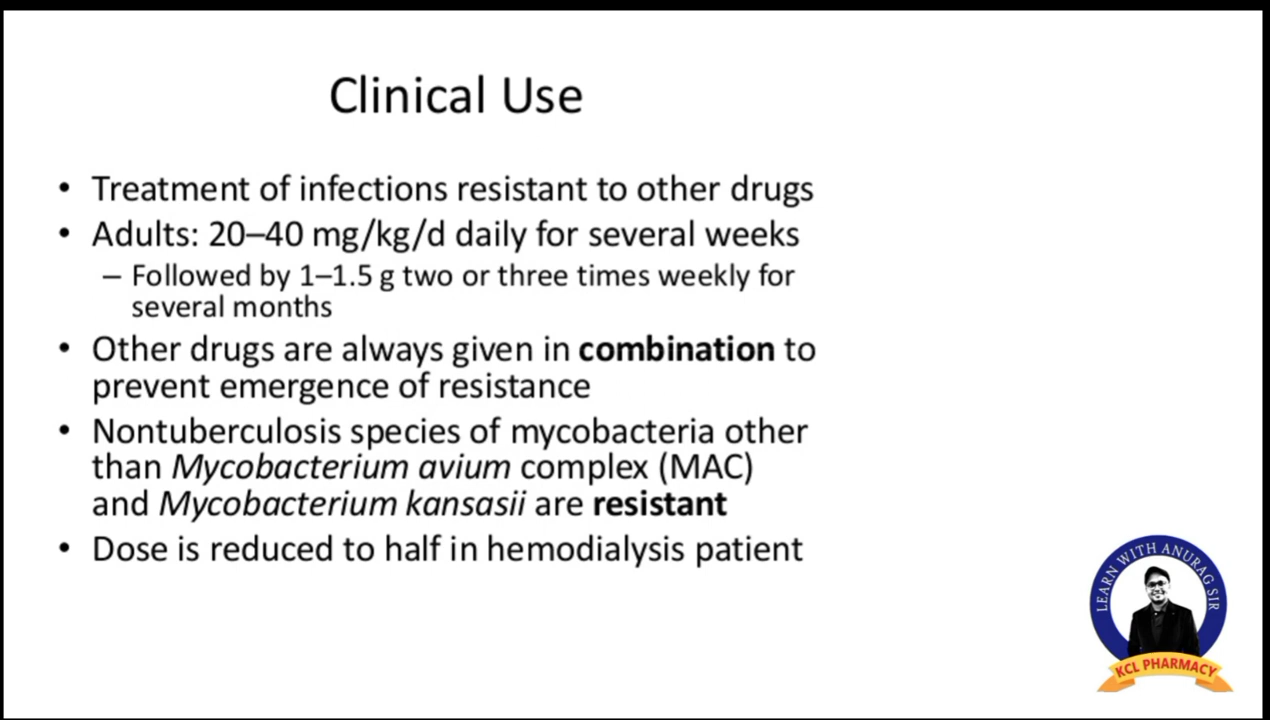 Clinical Use
• Treatment of infections resistant to other drugs
• Adults: 20–40 mg/kg/d daily for several weeks
– Followed by 1–1.5 g two or three times weekly for
several months
• Other drugs are always given in combination to
prevent emergence of resistance
• Nontuberculosis species of mycobacteria other
than Mycobacterium avium complex (MAC)
and Mycobacterium kansasii are resistant
• Dose is reduced to half in hemodialysis patient
LEARN WITH ANURAG SIR
KCL PHARMACY